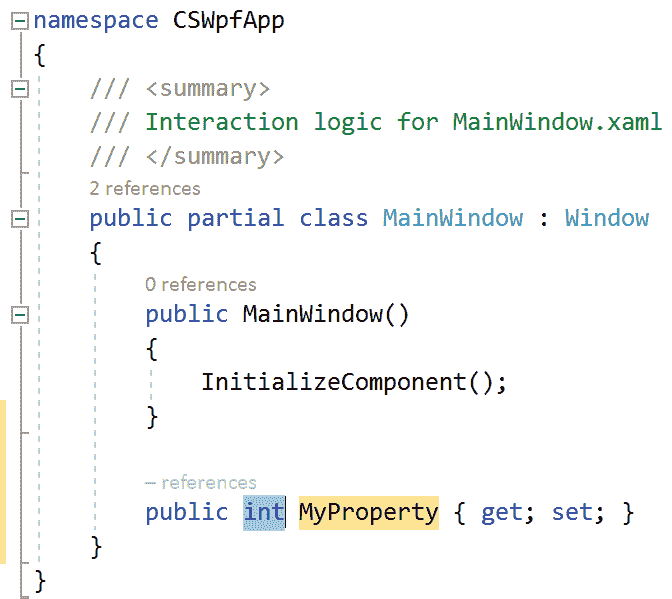 namespace CSWpfApp
{
/// <summary>
/// Interaction logic for MainWindow.xaml
/// </summary>
2 references
public partial class MainWindow : Window
{
0 references
public MainWindow()
{
InitializeComponent();
}
– references
public int MyProperty { get; set; }
}
}